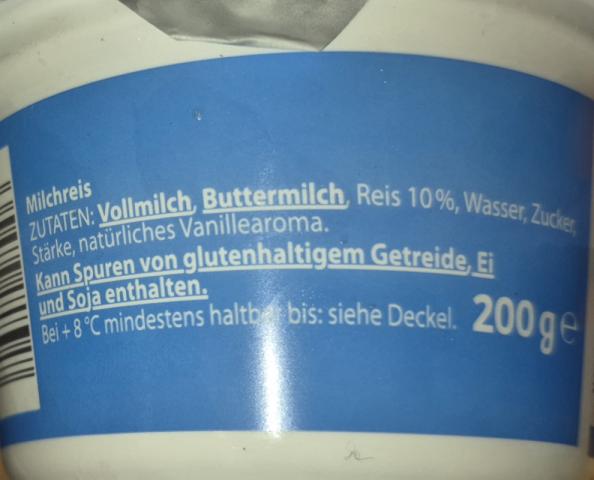 Milchreis
ZUTATEN: Vollmilch, Buttermilch, Reis 10%, Wasser, Zucker,
Stärke, natürliches Vanillearoma.
Kann Spuren von glutenhaltigem Getreide, Ei
und Soja enthalten.
Bei + 8 °C mindestens haltbar bis: siehe Deckel. 200 g e